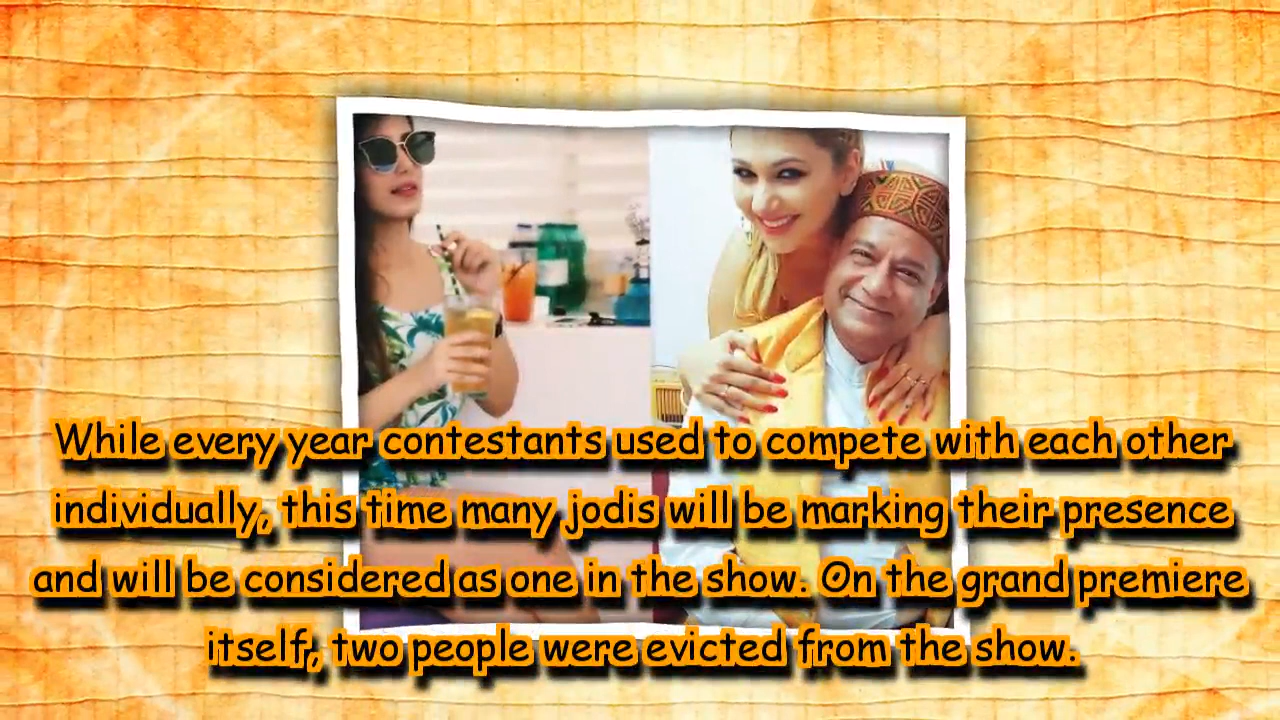 While every year contestants used to compete with each other
individually, this time many jodis will be marking their presence
and will be considered as one in the show. On the grand premiere
itself, two people were evicted from the show.